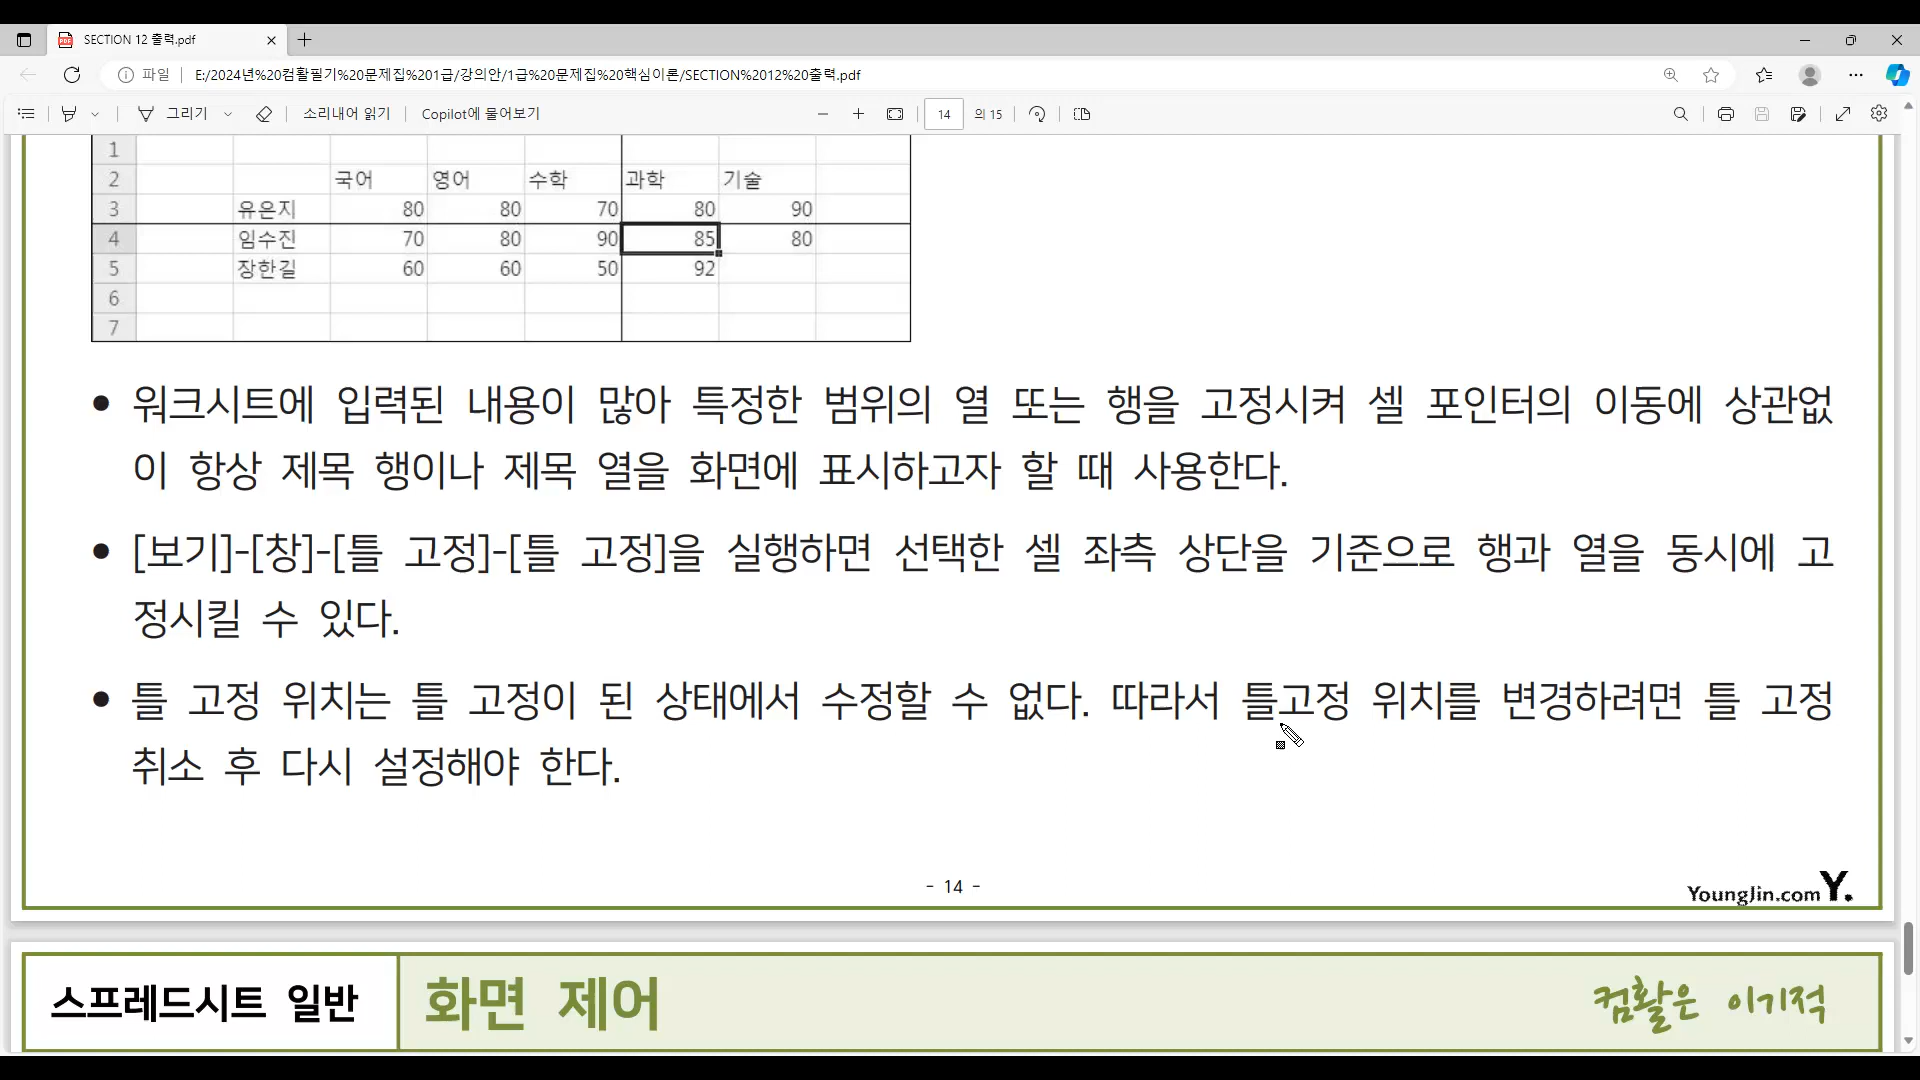 SECTION 12 출력.pdf
파일 E:/2024년%20컴활필기%20문제집%201급/강의안/1급%20문제집%20핵심이론/SECTION%2012%20출력.pdf
그리기 소리내어 읽기 Copilot에 물어보기 14 의 15
1
2 국어 영어 수학 과학 기술
3 유은지 80 80 70 80 90
4 임수진 70 80 90 85 80
5 장한길 60 60 50 92
6
7
• 워크시트에 입력된 내용이 많아 특정한 범위의 열 또는 행을 고정시켜 셀 포인터의 이동에 상관없
이 항상 제목 행이나 제목 열을 화면에 표시하고자 할 때 사용한다.
• [보기]-[창]-[틀 고정]-[틀 고정]을 실행하면 선택한 셀 좌측 상단을 기준으로 행과 열을 동시에 고
정시킬 수 있다.
• 틀 고정 위치는 틀 고정이 된 상태에서 수정할 수 없다. 따라서 틀고정 위치를 변경하려면 틀 고정
취소 후 다시 설정해야 한다.
- 14 -
YoungJin.com Y.
스프레드시트 일반 화면 제어 컴활은 이기적